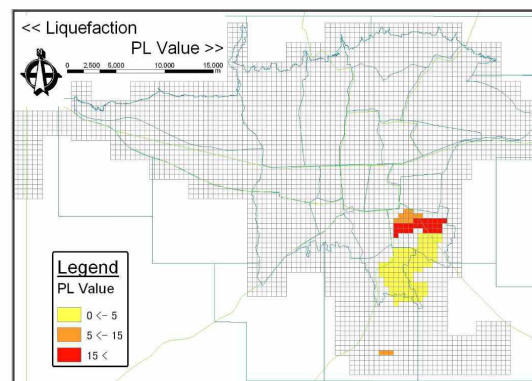 << Liquefaction
PL Value >>
0 2,500 5,000 10,000 15,000
m
Legend
PL Value
0 <- 5
5 <- 15
15 <